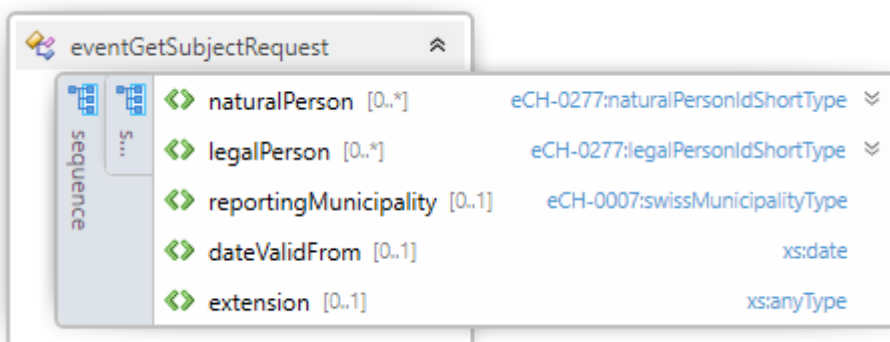 eventGetSubjectRequest
sequence
s...
naturalPerson [0..*] eCH-0277:naturalPersonIdShortType
legalPerson [0..*] eCH-0277:legalPersonIdShortType
reportingMunicipality [0..1] eCH-0007:swissMunicipalityType
dateValidFrom [0..1] xs:date
extension [0..1] xs:anyType